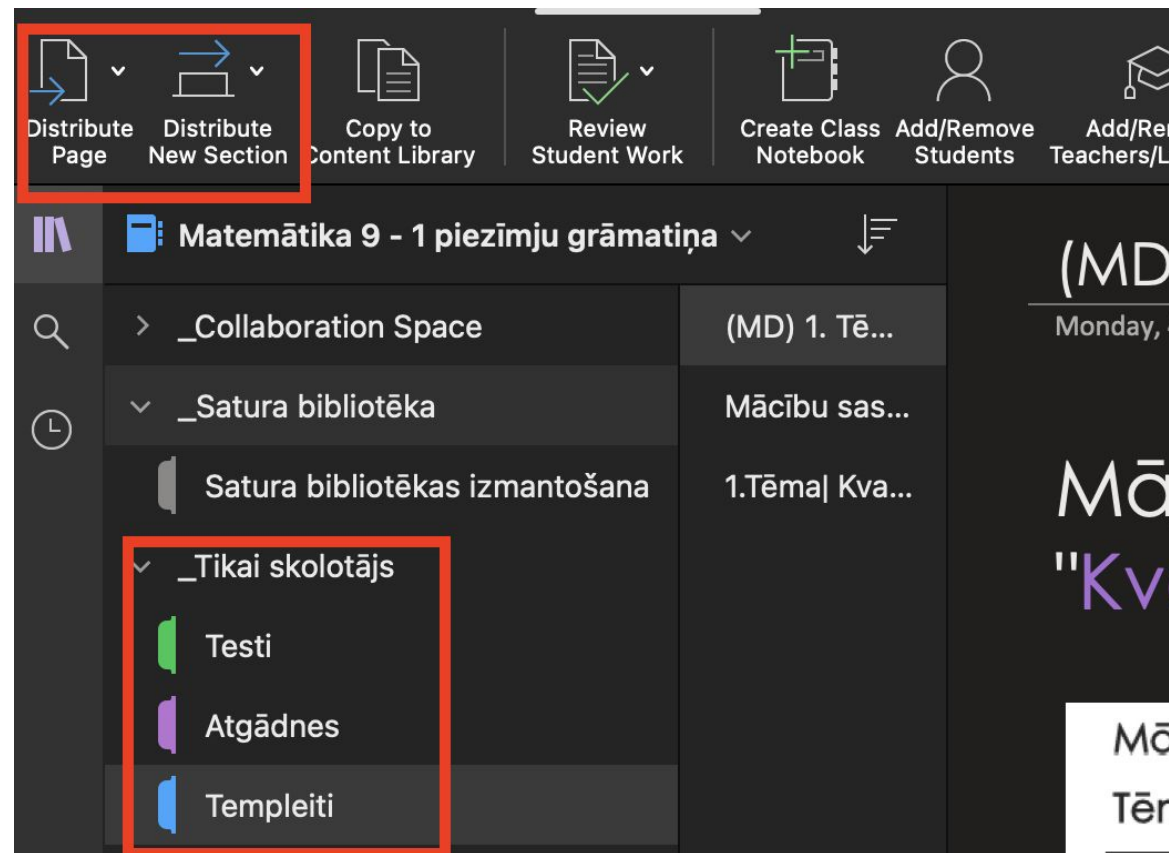 Distribute
Page
Distribute
New Section
Copy to
Content Library
Review
Student Work
Create Class
Notebook
Add/Remove
Students
Matemātika 9 - 1 piezīmju grāmatiņa
_Collaboration Space
_Satura bibliotēka
Satura bibliotēkas izmantošana
_Tikai skolotājs
Testi
Atgādnes
Templeiti
(MD) 1. Tē...
Mācību sas...
1.Tēma| Kva...
(MD
Monday,